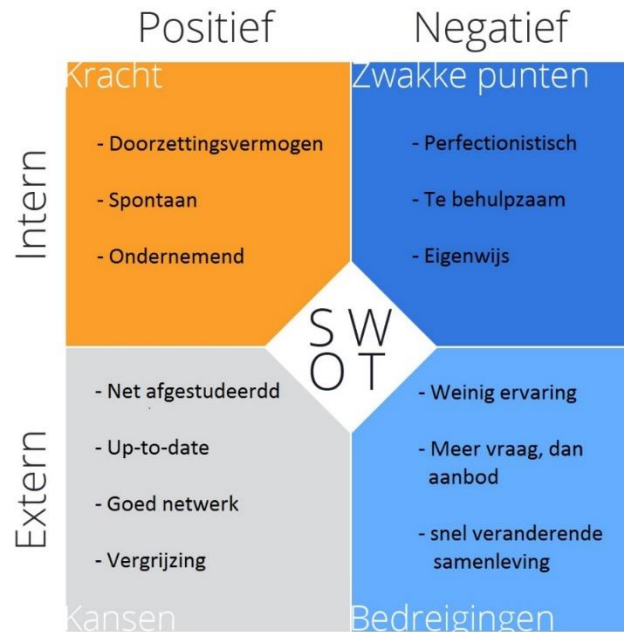 Positief
Negatief
Intern
Kracht
- Doorzettingsvermogen
- Spontaan
- Ondernemend
Zwakke punten
- Perfectionistisch
- Te behulpzaam
- Eigenwijs
S W
O T
Extern
- Net afgestudeerdd
- Up-to-date
- Goed netwerk
- Vergrijzing
Kansen
- Weinig ervaring
- Meer vraag, dan
aanbod
- snel veranderende
samenleving
Bedreigingen